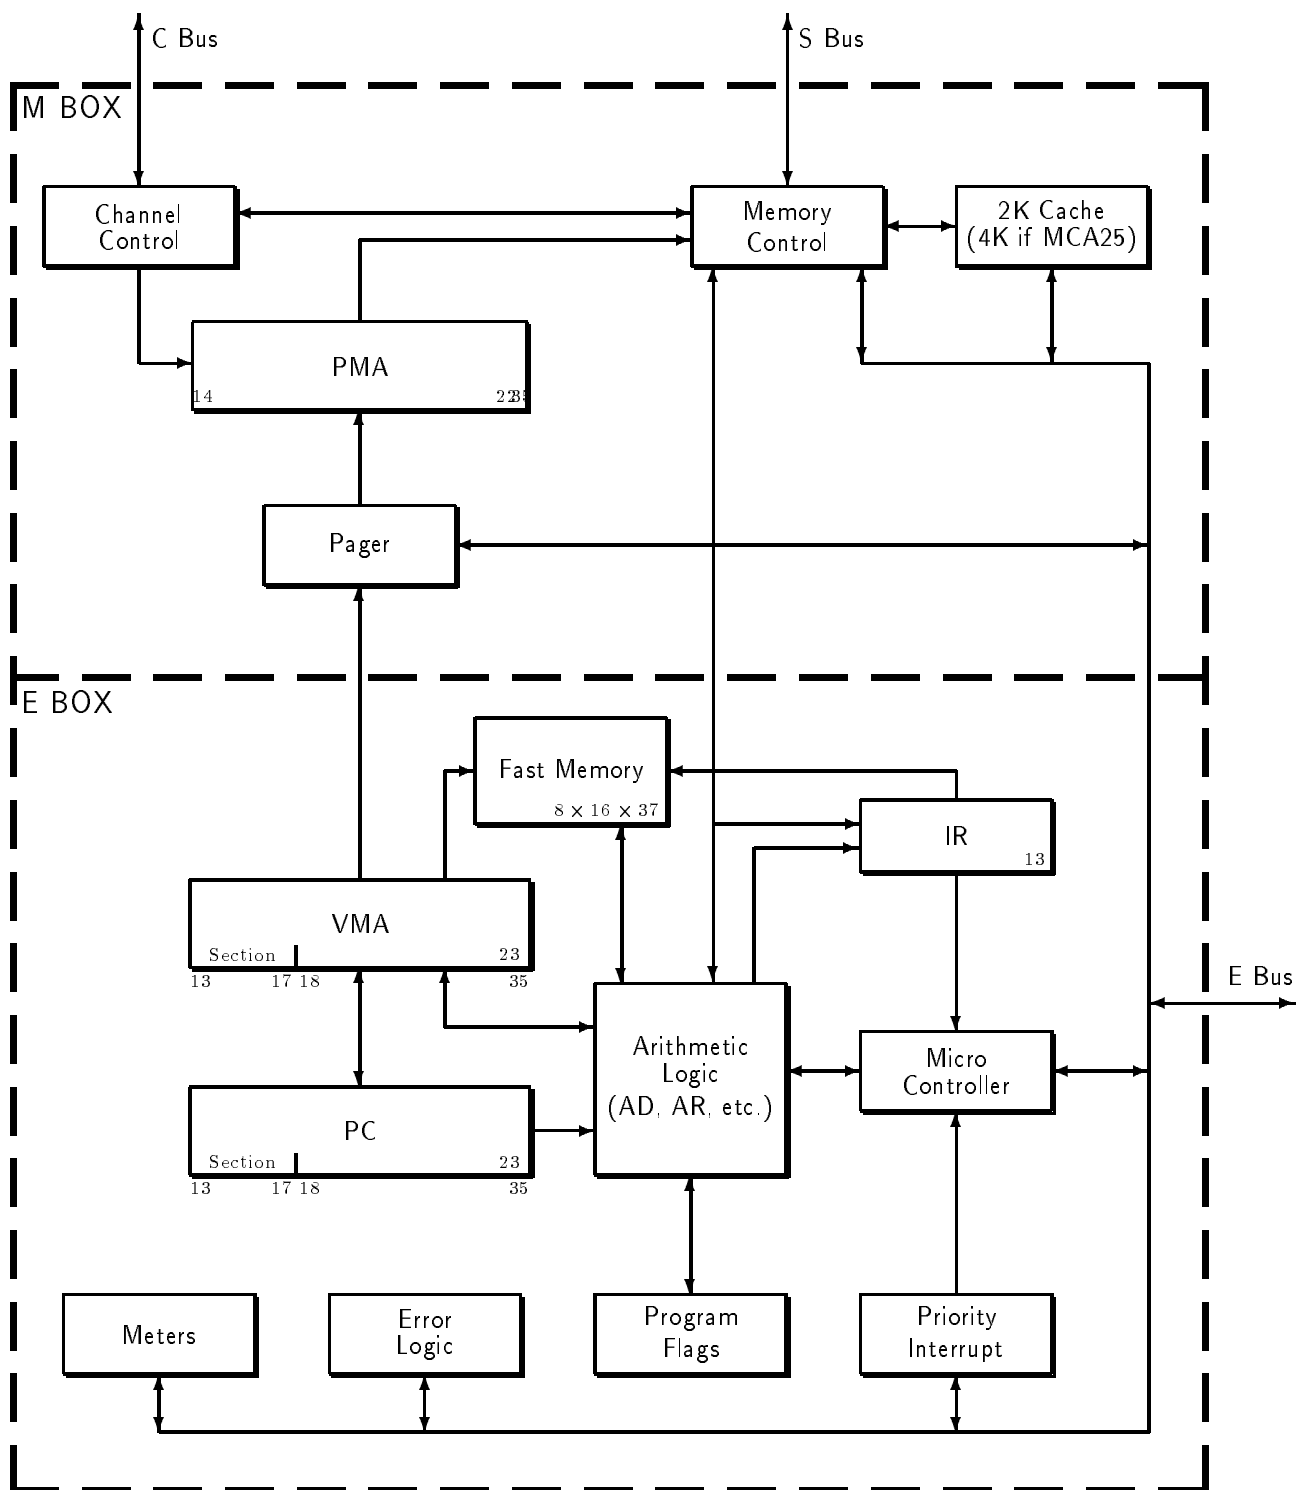 C Bus
S Bus
M BOX
Channel
Control
Memory
Control
2K Cache
(4K if MCA25)
PMA
14
22
35
Pager
E BOX
Fast Memory
8 × 16 × 37
IR
13
VMA
Section
23
13
17 18
35
E Bus
Arithmetic
Logic
(AD, AR, etc.)
Micro
Controller
PC
Section
23
13
17 18
35
Meters
Error
Logic
Program
Flags
Priority
Interrupt